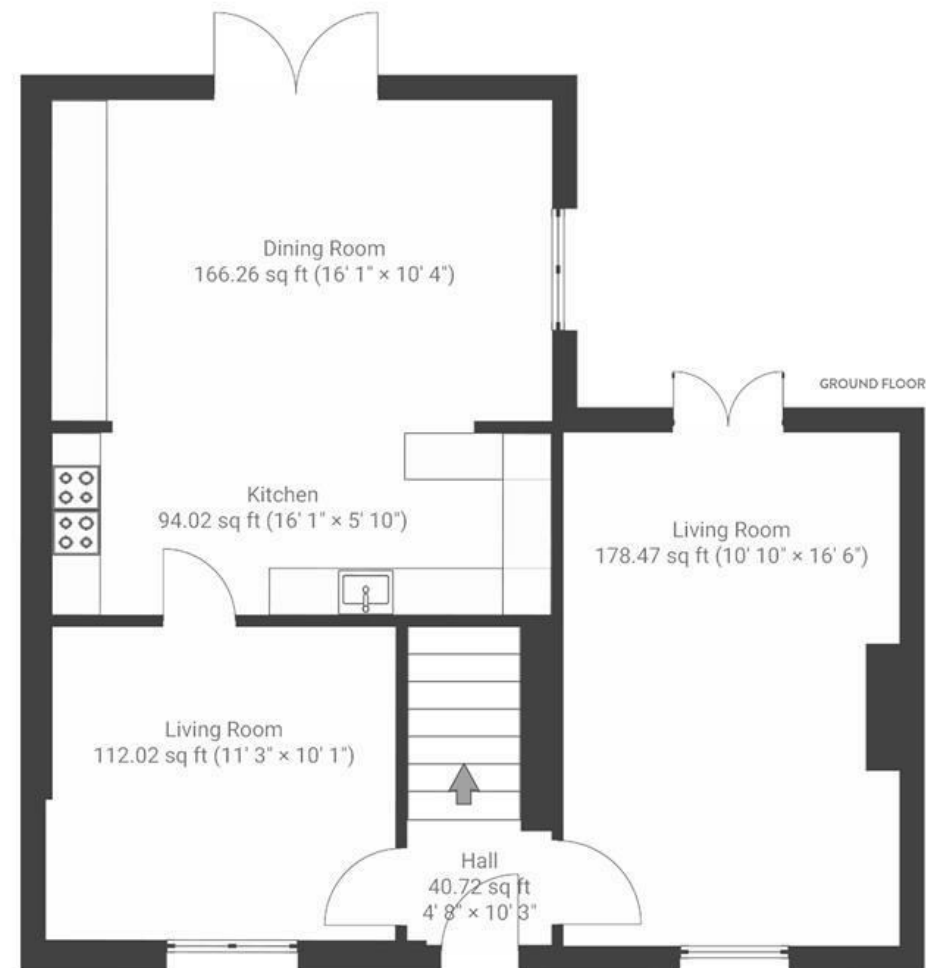 Dining Room
166.26 sq ft (16' 1" × 10' 4")
GROUND FLOOR
Kitchen
94.02 sq ft (16' 1" × 5' 10")
Living Room
178.47 sq ft (10' 10" × 16' 6")
Living Room
112.02 sq ft (11' 3" × 10' 1")
Hall
40.72 sq ft
4' 8" × 10' 3"